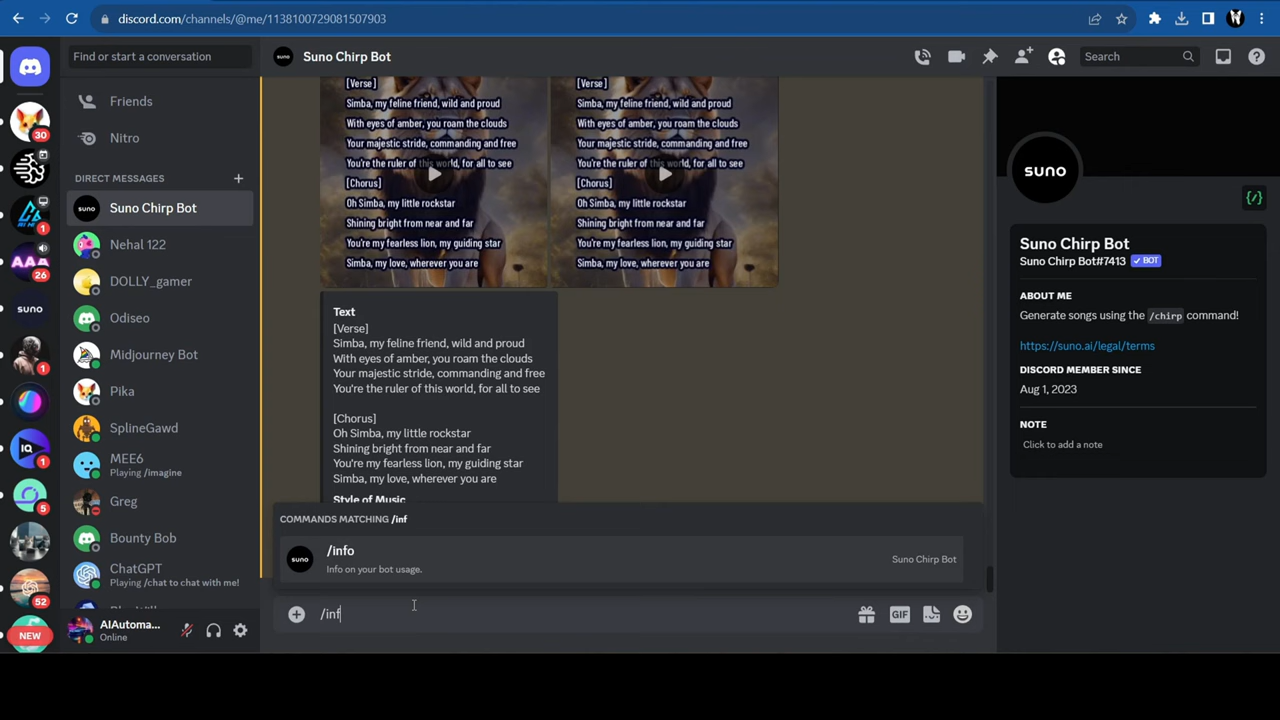 discord.com/channels/@me/1138100729081507903
Find or start a conversation
Suno Chirp Bot
Search
Friends
Nitro
DIRECT MESSAGES
Suno Chirp Bot
Nehal 122
DOLLY_gamer
Odiseo
Midjourney Bot
Pika
SplineGawd
MEE6
Playing /imagine
Greg
Bounty Bob
ChatGPT
Playing /chat to chat with me!
AIAutoma...
Online
30
1
26
suno
1
IQ
1
5
52
NEW
[Verse]
Simba, my feline friend, wild and proud
With eyes of amber, you roam the clouds
Your majestic stride, commanding and free
You're the ruler of this world, for all to see
[Chorus]
Oh Simba, my little rockstar
Shining bright from near and far
You're my fearless lion, my guiding star
Simba, my love, wherever you are
[Verse]
Simba, my feline friend, wild and proud
With eyes of amber, you roam the clouds
Your majestic stride, commanding and free
You're the ruler of this world, for all to see
[Chorus]
Oh Simba, my little rockstar
Shining bright from near and far
You're my fearless lion, my guiding star
Simba, my love, wherever you are
Text
[Verse]
Simba, my feline friend, wild and proud
With eyes of amber, you roam the clouds
Your majestic stride, commanding and free
You're the ruler of this world, for all to see
[Chorus]
Oh Simba, my little rockstar
Shining bright from near and far
You're my fearless lion, my guiding star
Simba, my love, wherever you are
Style of Music
COMMANDS MATCHING /inf
suno
/info
Info on your bot usage.
Suno Chirp Bot
/inf
GIF
suno
Suno Chirp Bot
Suno Chirp Bot#7413 ✓ BOT
ABOUT ME
Generate songs using the /chirp command!
https://suno.ai/legal/terms
DISCORD MEMBER SINCE
Aug 1, 2023
NOTE
Click to add a note